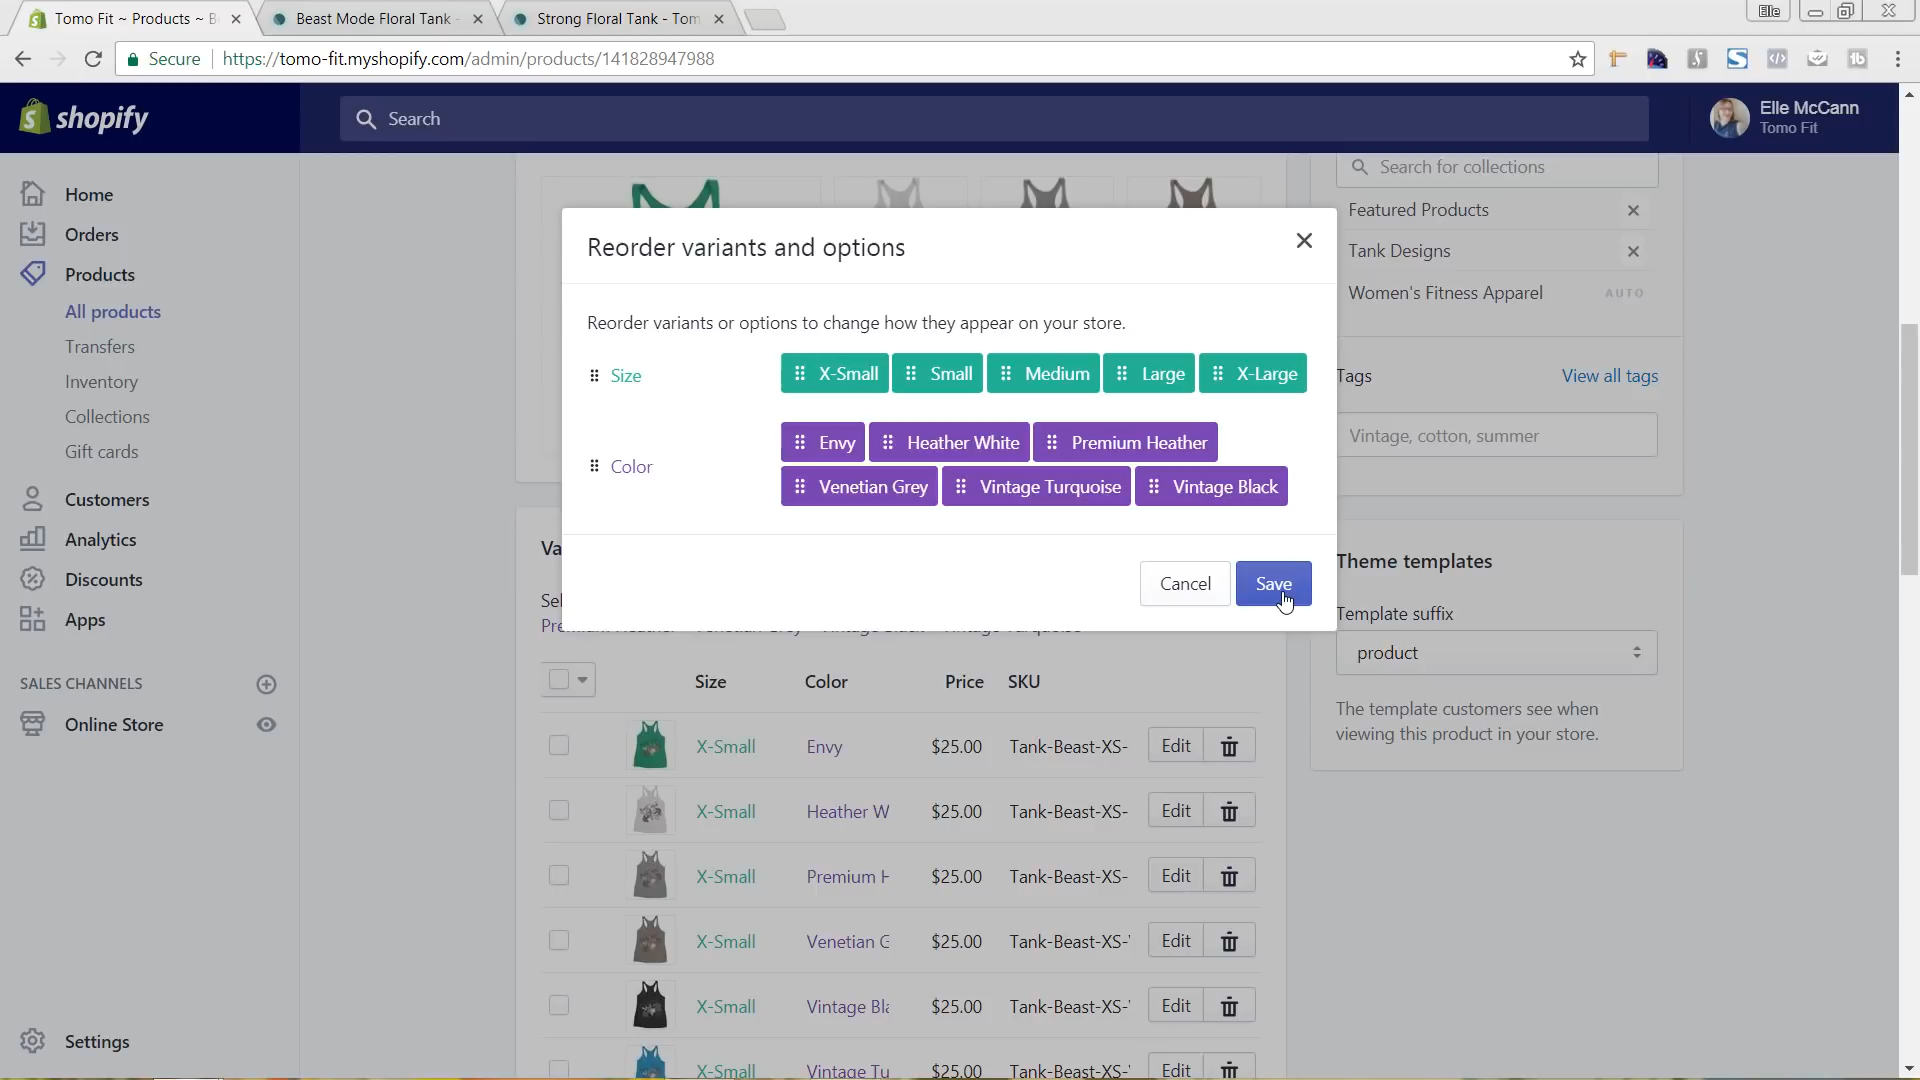 Tomo Fit ~ Products ~ B
Beast Mode Floral Tank -
Strong Floral Tank - Tom
Elle
Secure
https://tomo-fit.myshopify.com/admin/products/141828947988
shopify
Search
Elle McCann
Tomo Fit
Home
Orders
Products
All products
Transfers
Inventory
Collections
Gift cards
Customers
Analytics
Discounts
Apps
SALES CHANNELS
Online Store
Settings
Reorder variants and options
Reorder variants or options to change how they appear on your store.
Size X-Small Small Medium Large X-Large
Color Envy Heather White Premium Heather
Venetian Grey Vintage Turquoise Vintage Black
Cancel Save
Va
Sel
Size Color Price SKU
X-Small Envy $25.00 Tank-Beast-XS- Edit
X-Small Heather W $25.00 Tank-Beast-XS- Edit
X-Small Premium H $25.00 Tank-Beast-XS- Edit
X-Small Venetian G $25.00 Tank-Beast-XS-' Edit
X-Small Vintage Bla $25.00 Tank-Beast-XS-' Edit
X-Small Vintage Tu $25.00 Tank-Beast-XS-' Edit
Search for collections
Featured Products
Tank Designs
Women's Fitness Apparel AUTO
Tags View all tags
Vintage, cotton, summer
Theme templates
Template suffix
product
The template customers see when
viewing this product in your store.